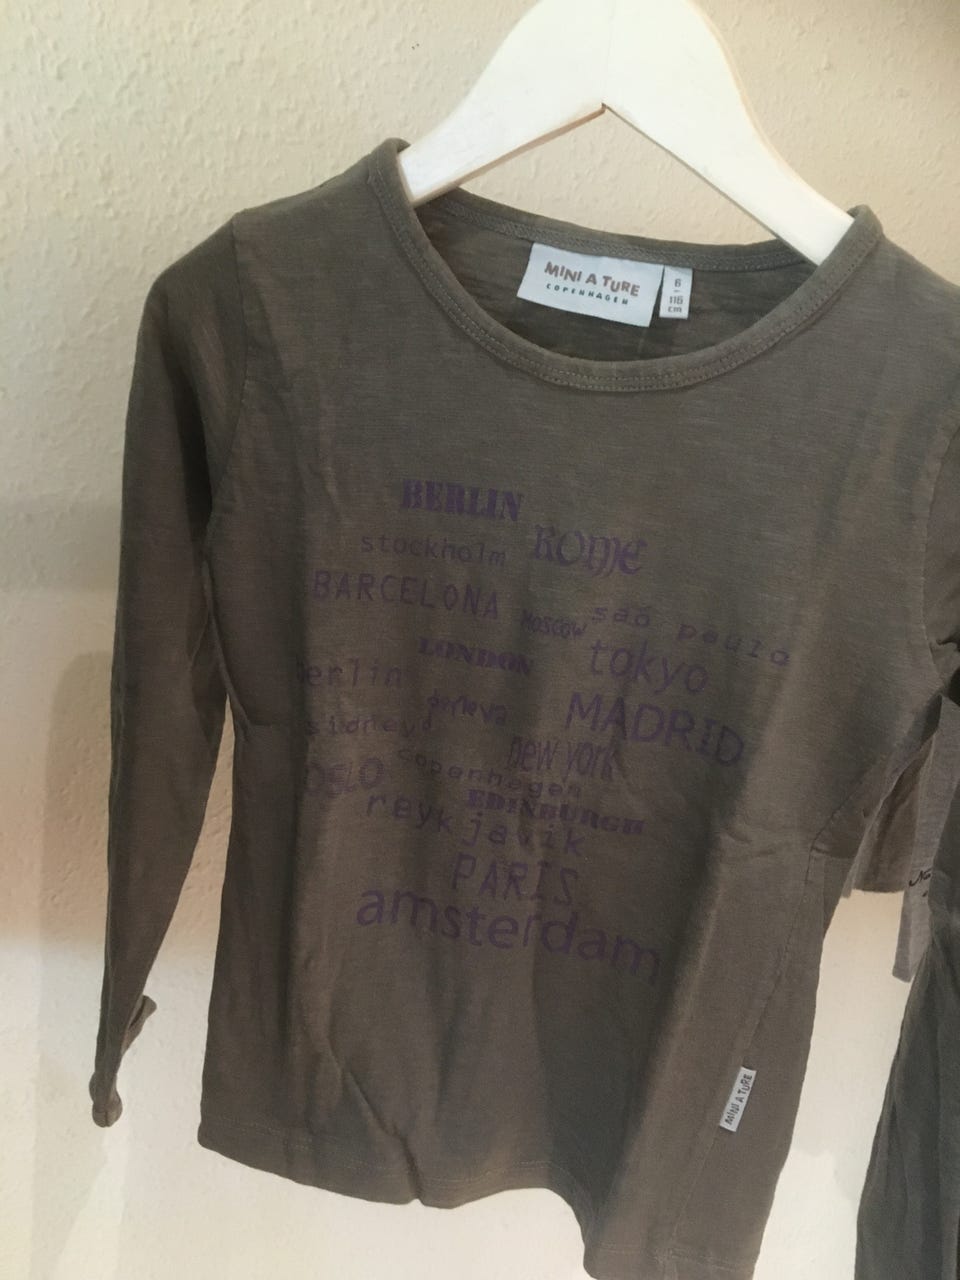 MINI A TURE
COPENHAGEN
6
-
116
cm
BERLIN
stockholm ROME
BARCELONA
MOSCOW são paulo
LONDON tokyo
berlin
geneva MADRID
new york
OSLO copenhagen
EDINBURGH
reykjavik
PARIS
amsterdam
MINI A TURE